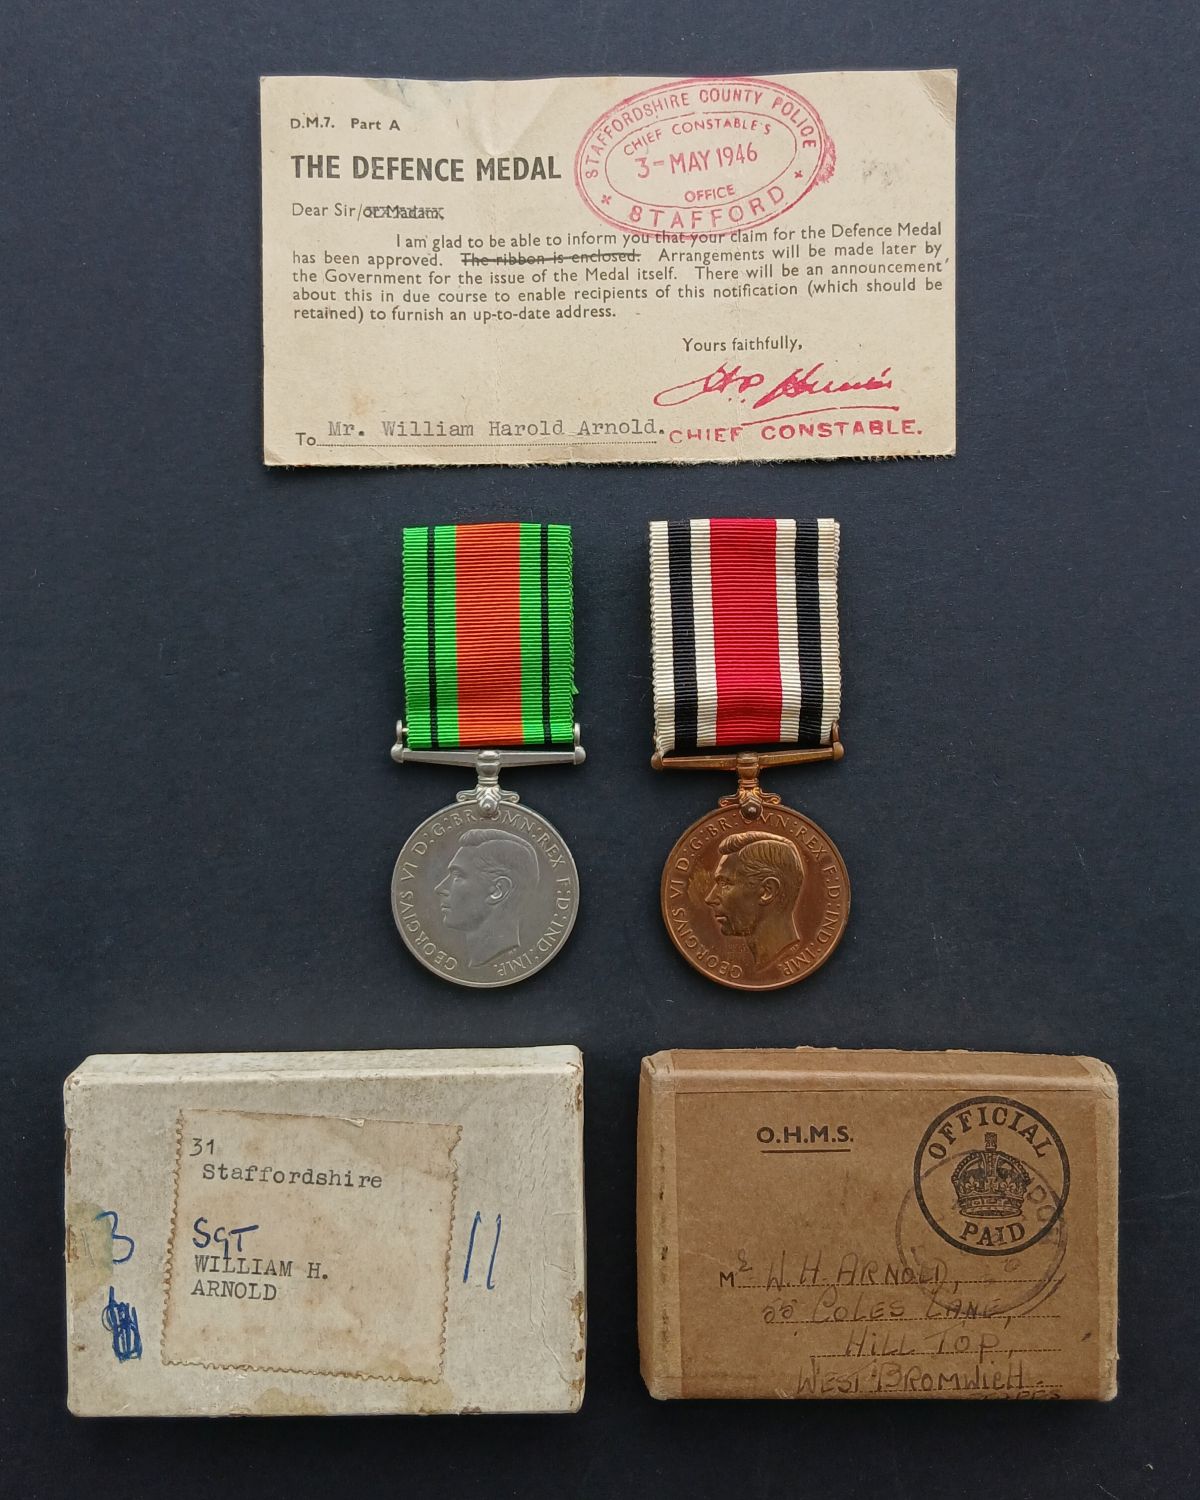 D.M.7. Part A
STAFFORDSHIRE COUNTY POLICE
CHIEF CONSTABLE'S
3 - MAY 1946
OFFICE
STAFFORD
THE DEFENCE MEDAL
Dear Sir/or Madam,
I am glad to be able to inform you that your claim for the Defence Medal
has been approved. The ribbon is enclosed. Arrangements will be made later by
the Government for the issue of the Medal itself. There will be an announcement
about this in due course to enable recipients of this notification (which should be
retained) to furnish an up-to-date address.
Yours faithfully,
To Mr. William Harold Arnold.
CHIEF CONSTABLE.
GEORGIVS VI D:G:BR: OMN:REX F:D:IND:IMP.
GEORGIVS VI D:G:BR: OMN:REX F:D:IND:IMP.
31
Staffordshire
3
SGT
11
WILLIAM H.
ARNOLD
O.H.M.S.
OFFICIAL
PAID
Mr W.H. ARNOLD,
COLES LANE,
HILL TOP,
WEST BROMWICH.